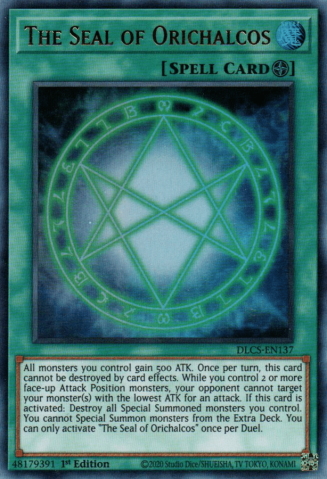 THE SEAL OF ORICHALCOS
[SPELL CARD]
DLCS-EN137
All monsters you control gain 500 ATK. Once per turn, this card
cannot be destroyed by card effects. While you control 2 or more
face-up Attack Position monsters, your opponent cannot target
your monster(s) with the lowest ATK for an attack. If this card is
activated: Destroy all Special Summoned monsters you control.
You cannot Special Summon monsters from the Extra Deck. You
can only activate "The Seal of Orichalcos" once per Duel.
48179391 1st Edition ©2020 Studio Dice/SHUEISHA, TV TOKYO, KONAMI